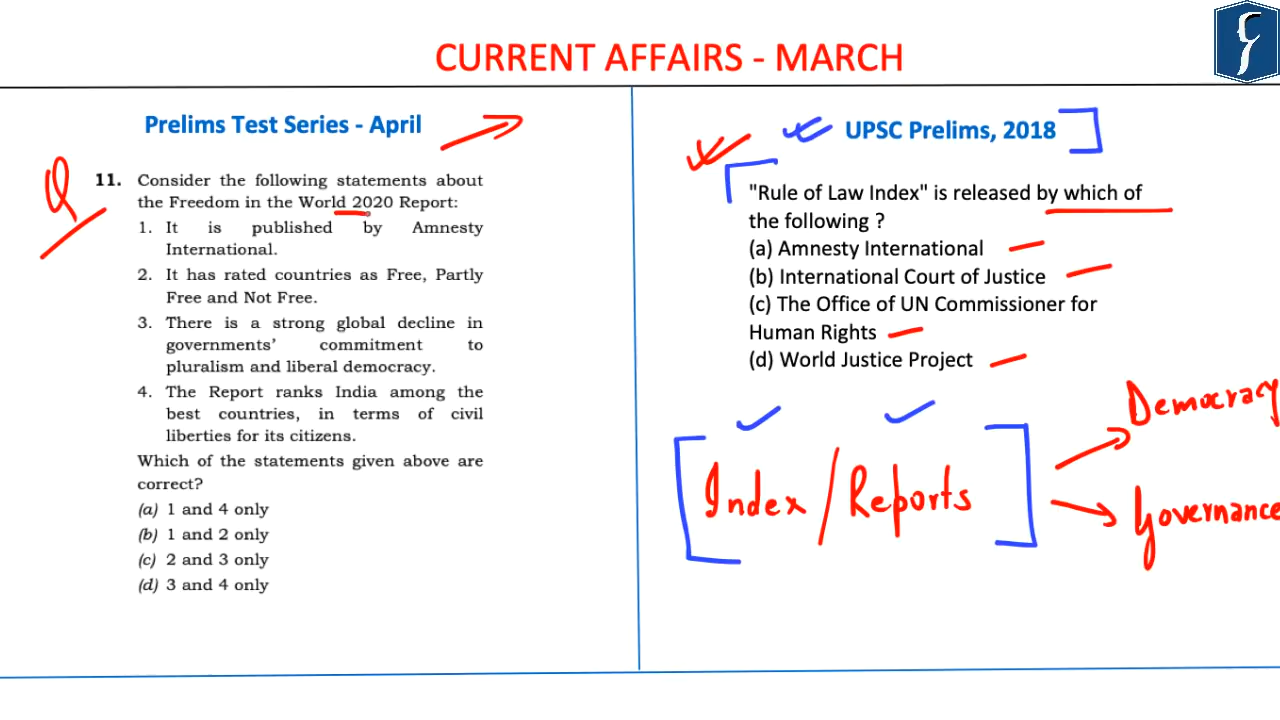 CURRENT AFFAIRS - MARCH
Prelims Test Series - April
Q
11. Consider the following statements about
the Freedom in the World 2020 Report:
1. It is published by Amnesty
International.
2. It has rated countries as Free, Partly
Free and Not Free.
3. There is a strong global decline in
governments' commitment to
pluralism and liberal democracy.
4. The Report ranks India among the
best countries, in terms of civil
liberties for its citizens.
Which of the statements given above are
correct?
(a) 1 and 4 only
(b) 1 and 2 only
(c) 2 and 3 only
(d) 3 and 4 only
UPSC Prelims, 2018
"Rule of Law Index" is released by which of
the following ?
(a) Amnesty International
(b) International Court of Justice
(c) The Office of UN Commissioner for
Human Rights
(d) World Justice Project
Index / Reports
Democracy
Governance